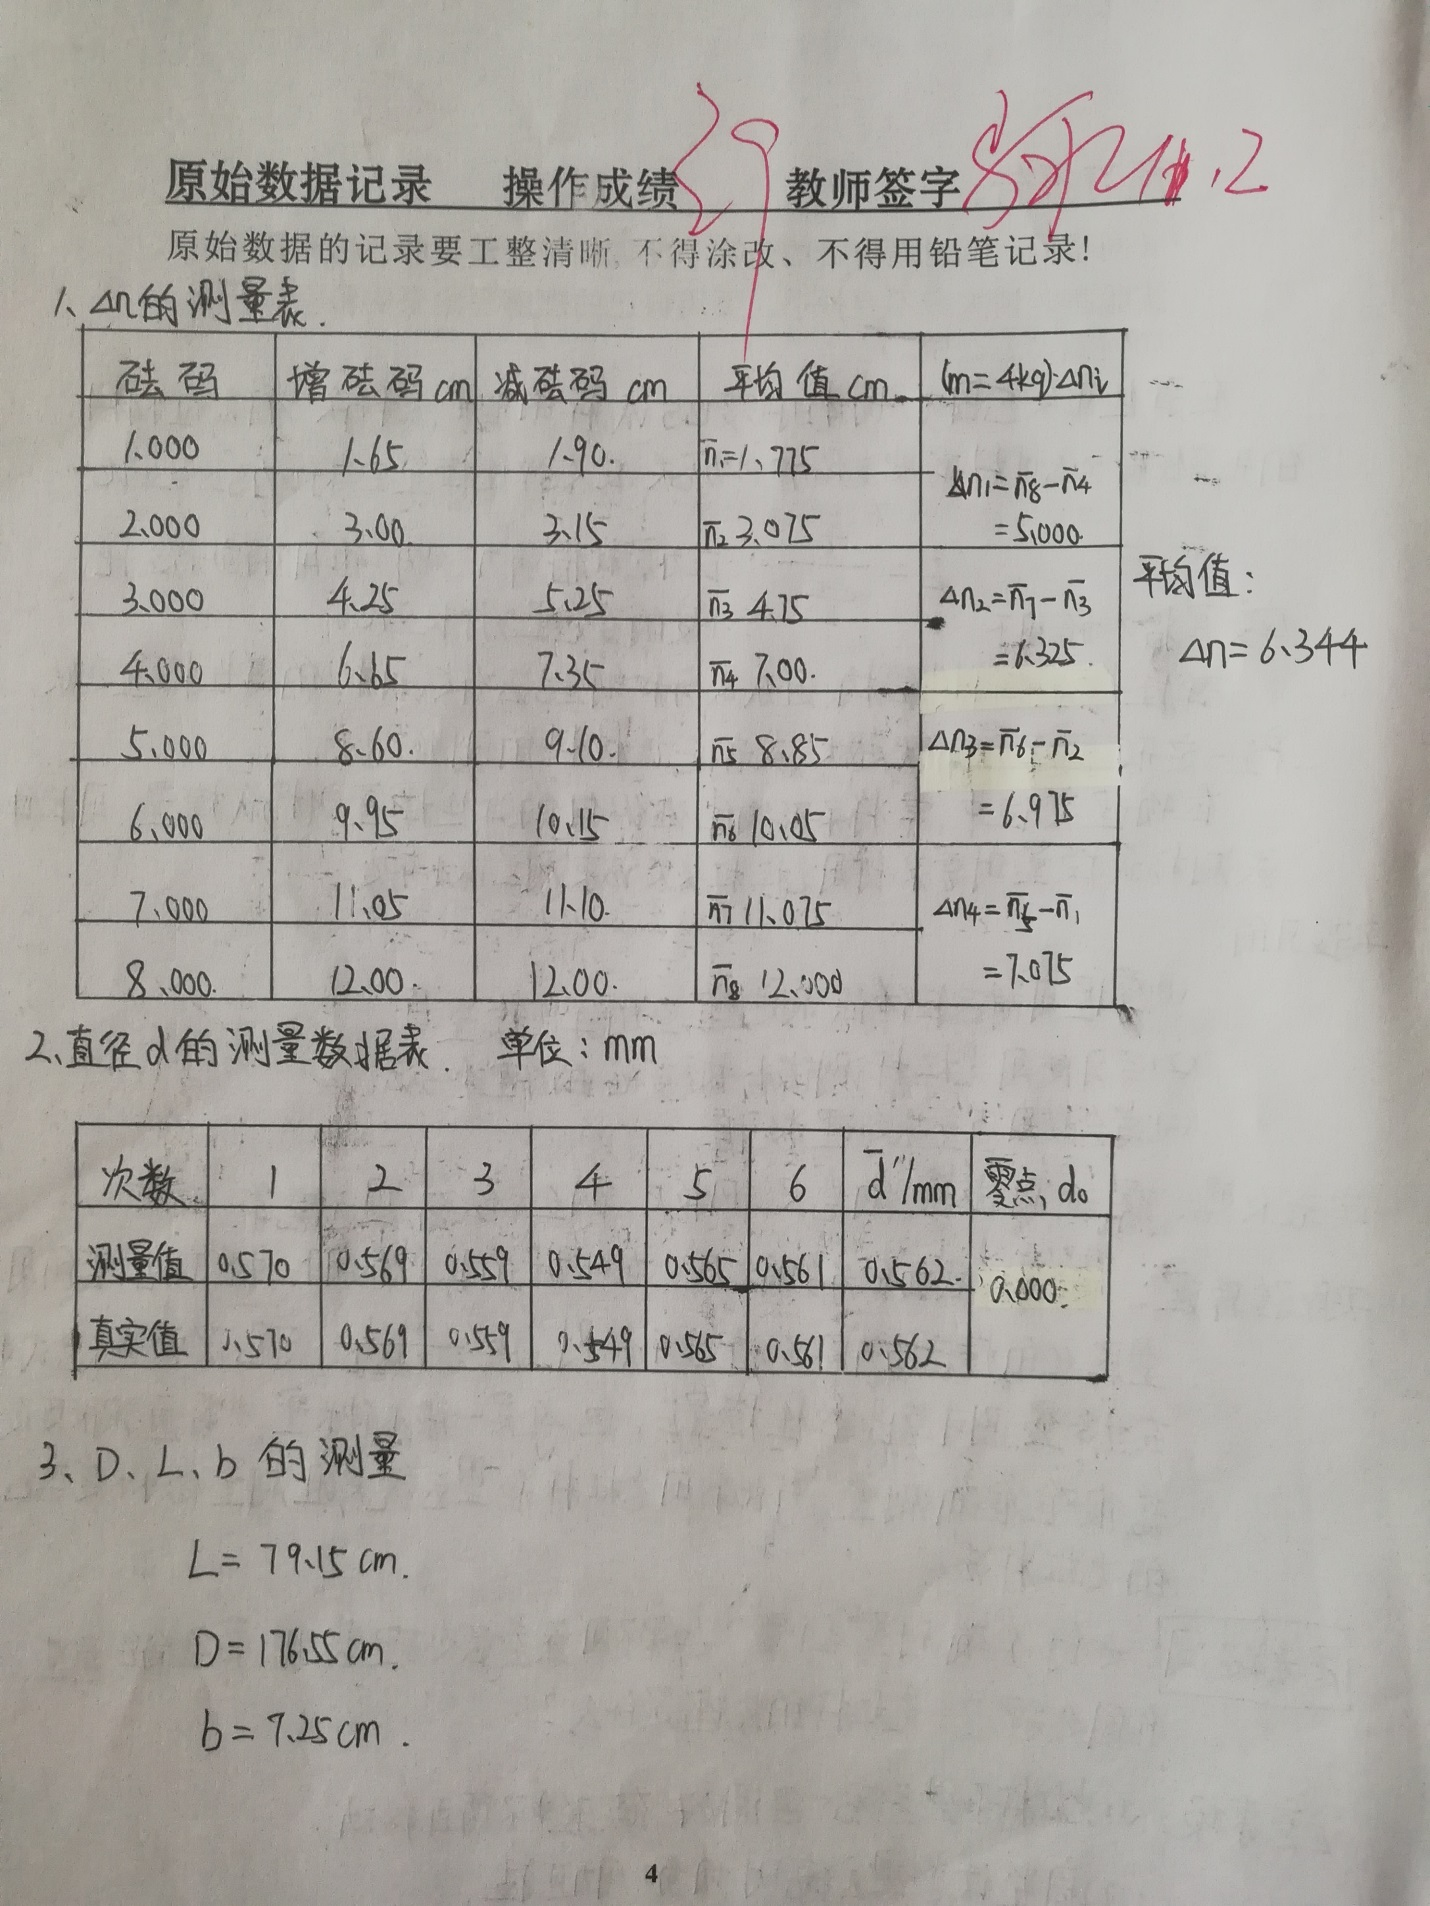 原始数据记录 操作成绩 29 教师签字
原始数据的记录要工整清晰,不得涂改、不得用铅笔记录!
1、Δn的测量表.
砝码 增砝码cm 减砝码 cm 平均值cm (m=4kg)Δni
1.000 1.65 1.90. n̄1=1.775 Δn1=n̄8-n̄4
2.000 3.00 3.15 n̄2 3.075 =5.000.
3.000 4.25 5.25 n̄3 4.75 Δn2=n̄7-n̄3
4.000 6.65 7.35 n̄4 7.00. =6.325.
5.000 8.60. 9.10. n̄5 8.85 Δn3=n̄6-n̄2
6.000 9.95 10.15 n̄6 10.05 =6.975
7.000 11.05 11.10 n̄7 11.075 Δn4=n̄5-n̄1
8.000. 12.00. 12.00. n̄8 12.000 =7.075
平均值:
Δn=6.344
2、直径d的测量数据表. 单位:mm
次数 1 2 3 4 5 6 d̄"/mm 零点,d₀
测量值 0.570 0.569 0.559 0.549 0.565 0.561 0.562. 0.000
真实值 0.570 0.569 0.559 0.549 0.565 0.561 0.562
3、D、L、b 的测量
L=79.15cm.
D=176.55cm.
b=7.25cm.
4